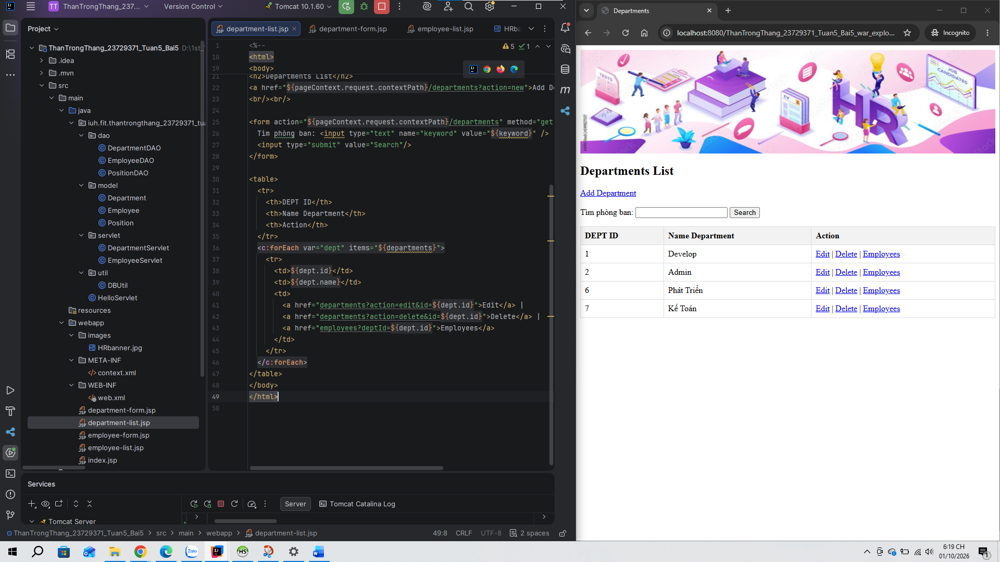 TT ThanTrongThang_237...
Version Control
Tomcat 10.1.60
Project
ThanTrongThang_23729371_Tuan5_Bai5 D:\1st_
.idea
.mvn
src
main
java
iuh.fit.thantrongthang_23729371_tua
dao
DepartmentDAO
EmployeeDAO
PositionDAO
model
Department
Employee
Position
servlet
DepartmentServlet
EmployeeServlet
util
DBUtil
HelloServlet
resources
webapp
images
HRbanner.jpg
META-INF
context.xml
WEB-INF
web.xml
department-form.jsp
department-list.jsp
employee-form.jsp
employee-list.jsp
index.jsp
department-list.jsp
department-form.jsp
employee-list.jsp
HRba
5 1
1 <%--
10 <html>
19 <body>
21 <h2>Departments List</h2>
22 <a href="${pageContext.request.contextPath}/departments?action=new">Add De
23 <br/><br/>
24
25 <form action="${pageContext.request.contextPath}/departments" method="get
26 Tìm phòng ban: <input type="text" name="keyword" value="${keyword}" />
27 <input type="submit" value="Search"/>
28 </form>
29
30 <table>
31 <tr>
32 <th>DEPT ID</th>
33 <th>Name Department</th>
34 <th>Action</th>
35 </tr>
36 <c:forEach var="dept" items="${departments}">
37 <tr>
38 <td>${dept.id}</td>
39 <td>${dept.name}</td>
40 <td>
41 <a href="departments?action=edit&id=${dept.id}">Edit</a> |
42 <a href="departments?action=delete&id=${dept.id}">Delete</a> |
43 <a href="employees?deptId=${dept.id}">Employees</a>
44 </td>
45 </tr>
46 </c:forEach>
47 </table>
48 </body>
49 </html>
50
Services
Server
Tomcat Catalina Log
Tomcat Server
ThanTrongThang_23729371_Tuan5_Bai5 > src > main > webapp > department-list.jsp
49:8 CRLF UTF-8 2 spaces
Departments
localhost:8080/ThanTrongThang_23729371_Tuan5_Bai5_war_explo...
Incognito
TESTS
CV
HR
JOB CANDIDATES
Departments List
Add Department
Tìm phòng ban: Search
DEPT ID Name Department Action
1 Develop Edit | Delete | Employees
2 Admin Edit | Delete | Employees
6 Phát Triển Edit | Delete | Employees
7 Kế Toán Edit | Delete | Employees
Zalo
HS
6:19 CH
01/10/2026
1